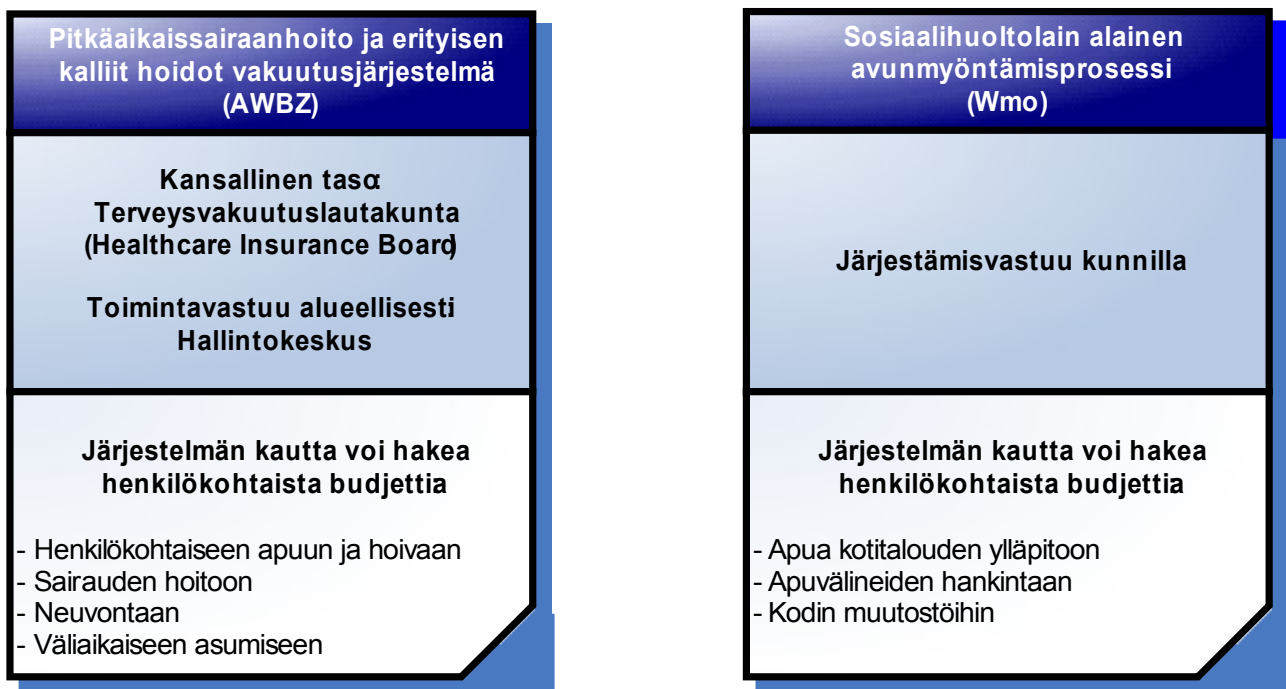 Pitkäaikaissairaanhoito ja erityisen
kalliit hoidot vakuutusjärjestelmä
(AWBZ)
Kansallinen taso:
Terveysvakuutuslautakunta
(Healthcare Insurance Board)
Toimintavastuu alueellisesti:
Hallintokeskus
Järjestelmän kautta voi hakea
henkilökohtaista budjettia:
- Henkilökohtaiseen apuun ja hoivaan
- Sairauden hoitoon
- Neuvontaan
- Väliaikaiseen asumiseen
Sosiaalihuoltolain alainen
avunmyöntämisprosessi
(Wmo)
Järjestämisvastuu kunnilla
Järjestelmän kautta voi hakea
henkilökohtaista budjettia:
- Apua kotitalouden ylläpitoon
- Apuvälineiden hankintaan
- Kodin muutostöihin